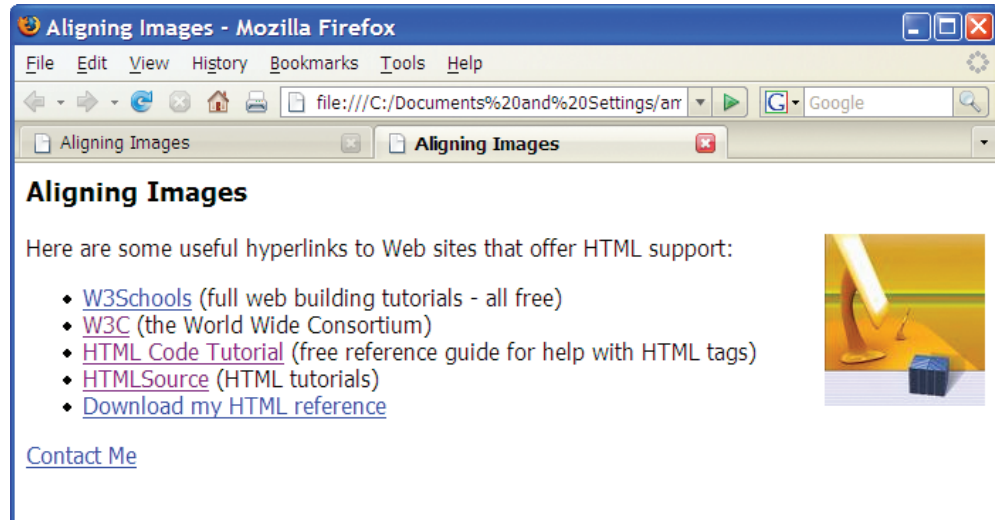 Aligning Images - Mozilla Firefox
File Edit View History Bookmarks Tools Help
file:///C:/Documents%20and%20Settings/am G Google
Aligning Images Aligning Images
Aligning Images
Here are some useful hyperlinks to Web sites that offer HTML support:
• W3Schools (full web building tutorials - all free)
• W3C (the World Wide Consortium)
• HTML Code Tutorial (free reference guide for help with HTML tags)
• HTMLSource (HTML tutorials)
• Download my HTML reference
Contact Me